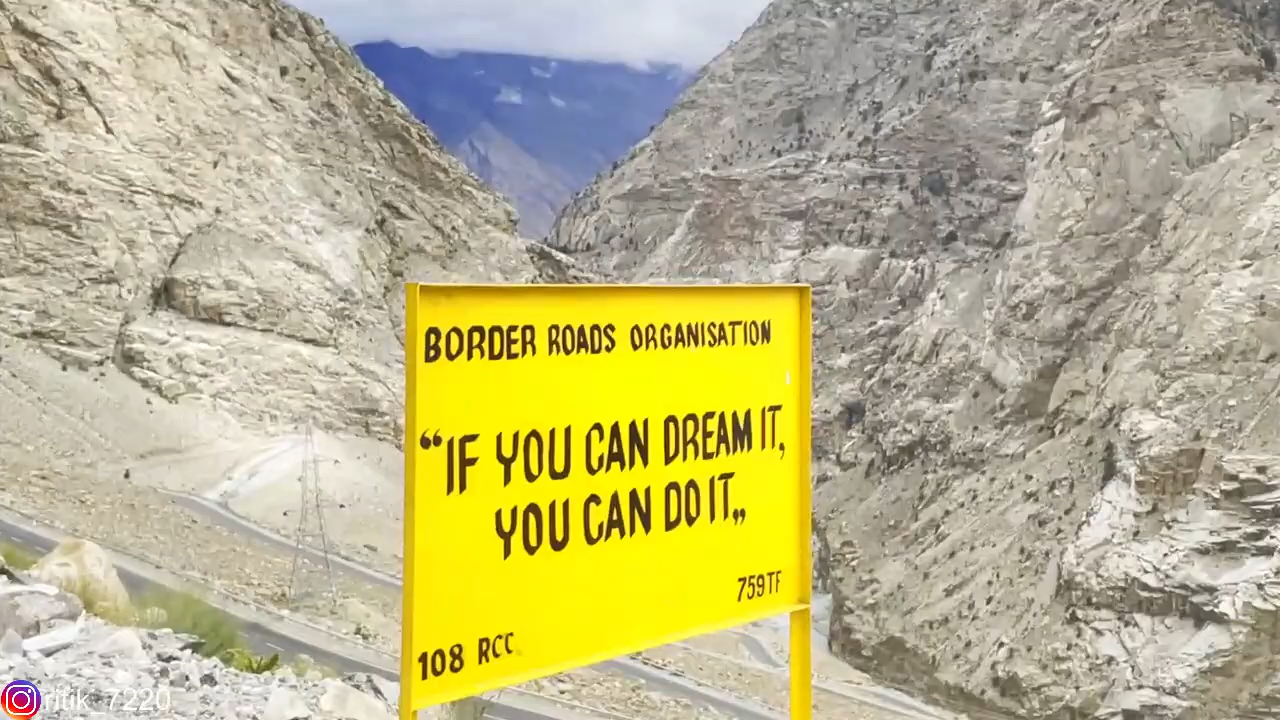 BORDER ROADS ORGANISATION
“IF YOU CAN DREAM IT,
YOU CAN DO IT„
759TF
108 RCC
ritik_7220